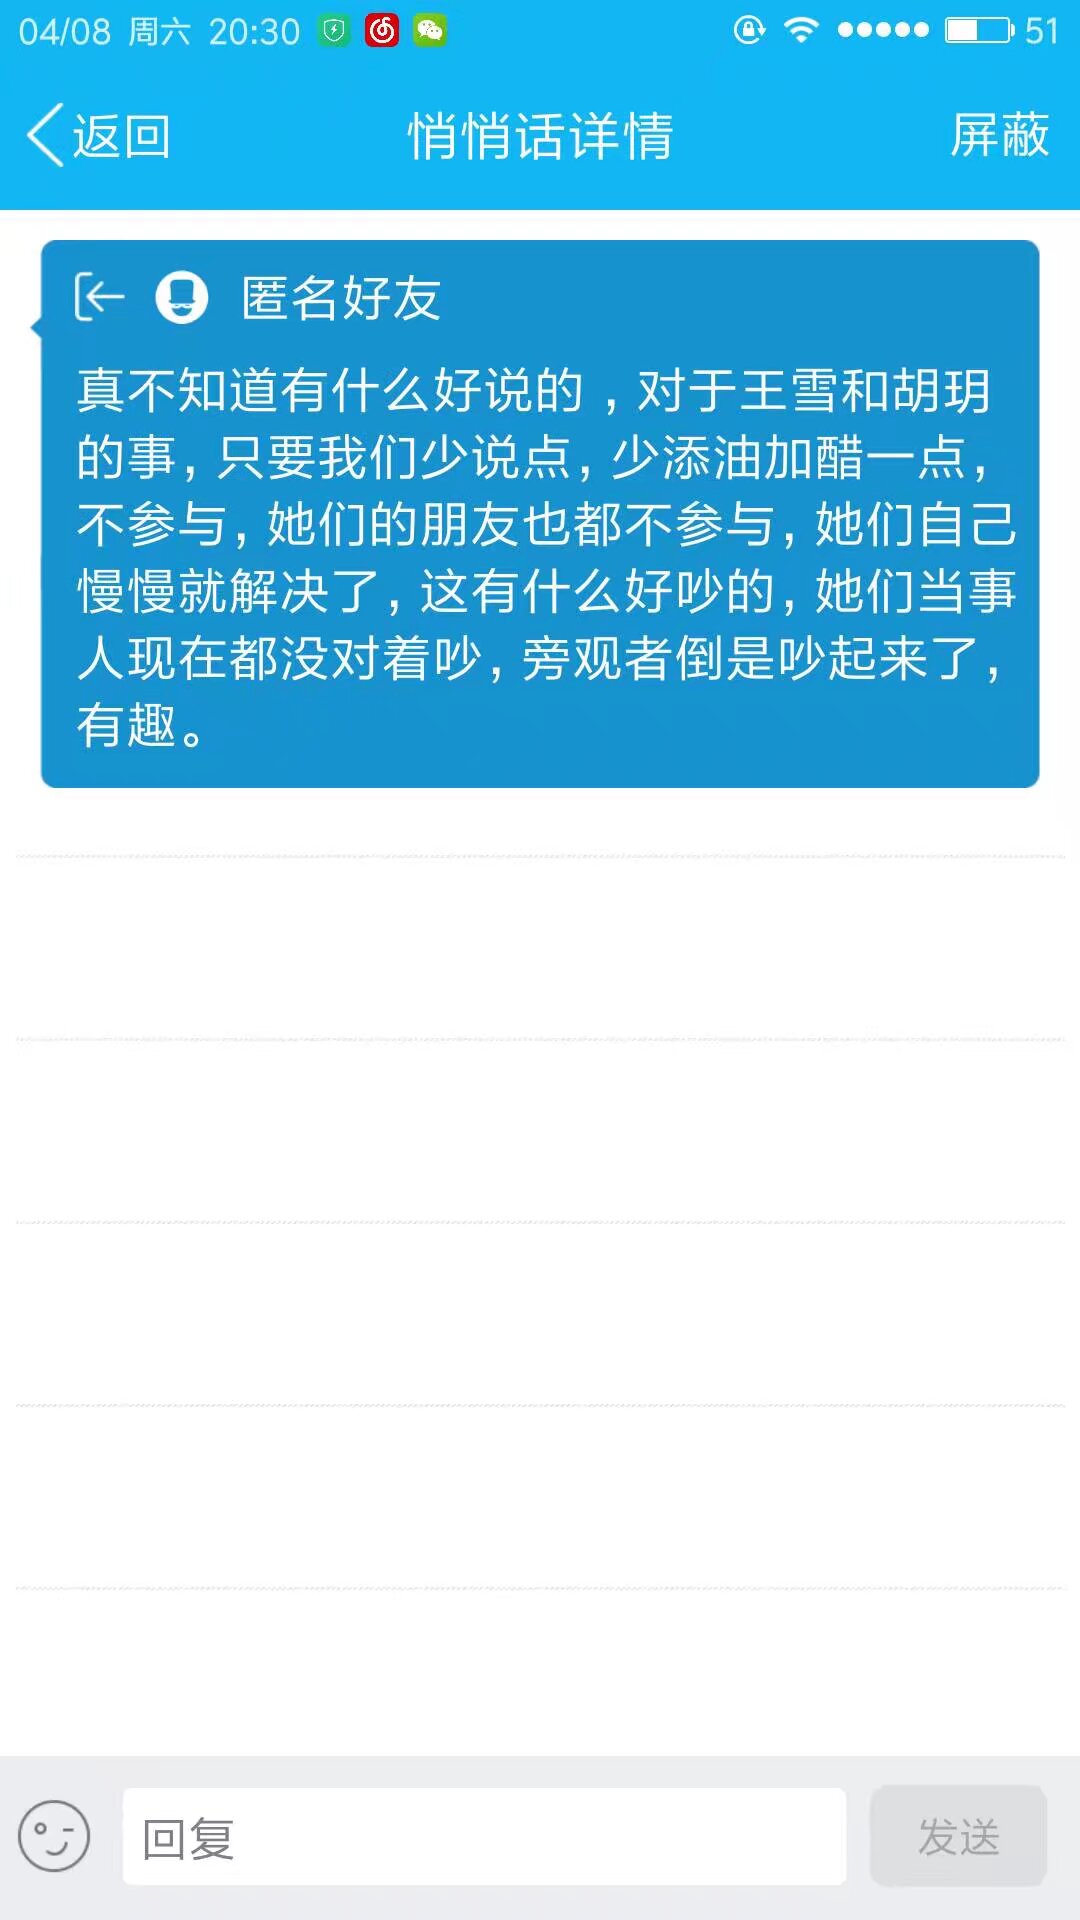 04/08 周六 20:30 51
返回 悄悄话详情 屏蔽
匿名好友
真不知道有什么好说的，对于王雪和胡玥
的事，只要我们少说点，少添油加醋一点，
不参与，她们的朋友也都不参与，她们自己
慢慢就解决了，这有什么好吵的，她们当事
人现在都没对着吵，旁观者倒是吵起来了，
有趣。
回复 发送